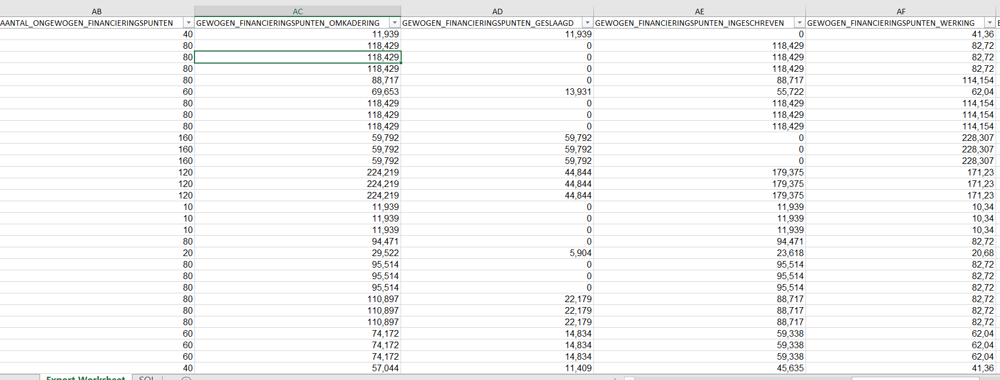 AB AC AD AE AF
AANTAL_ONGEWOGEN_FINANCIERINGSPUNTEN GEWOGEN_FINANCIERINGSPUNTEN_OMKADERING GEWOGEN_FINANCIERINGSPUNTEN_GESLAAGD GEWOGEN_FINANCIERINGSPUNTEN_INGESCHREVEN GEWOGEN_FINANCIERINGSPUNTEN_WERKING
40 11,939 11,939 0 41,36
80 118,429 0 118,429 82,72
80 118,429 0 118,429 82,72
80 118,429 0 118,429 82,72
80 88,717 0 88,717 114,154
60 69,653 13,931 55,722 62,04
80 118,429 0 118,429 114,154
80 118,429 0 118,429 114,154
80 118,429 0 118,429 114,154
160 59,792 59,792 0 228,307
160 59,792 59,792 0 228,307
160 59,792 59,792 0 228,307
120 224,219 44,844 179,375 171,23
120 224,219 44,844 179,375 171,23
120 224,219 44,844 179,375 171,23
10 11,939 0 11,939 10,34
10 11,939 0 11,939 10,34
10 11,939 0 11,939 10,34
80 94,471 0 94,471 82,72
20 29,522 5,904 23,618 20,68
80 95,514 0 95,514 82,72
80 95,514 0 95,514 82,72
80 95,514 0 95,514 82,72
80 110,897 22,179 88,717 82,72
80 110,897 22,179 88,717 82,72
80 110,897 22,179 88,717 82,72
60 74,172 14,834 59,338 62,04
60 74,172 14,834 59,338 62,04
60 74,172 14,834 59,338 62,04
40 57,044 11,409 45,635 41,36
Export Worksheet SQL